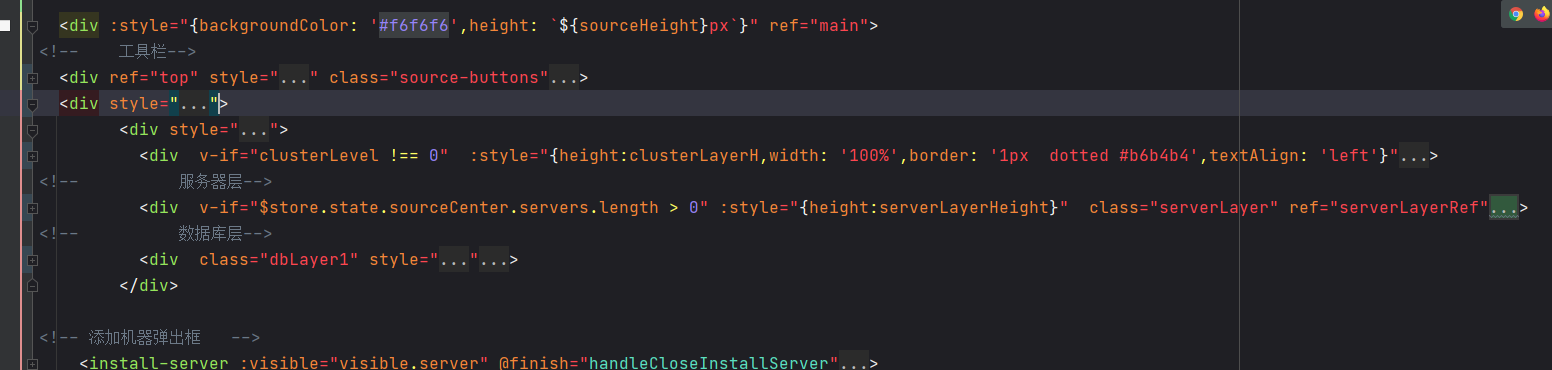 <div :style="{backgroundColor: '#f6f6f6',height: `${sourceHeight}px`}" ref="main">
<!--    工具栏-->
<div ref="top" style="..." class="source-buttons"...>
<div style="...">
<div style="...">
<div  v-if="clusterLevel !== 0"  :style="{height:clusterLayerH,width: '100%',border: '1px  dotted #b6b4b4',textAlign: 'left'}"...>
<!--          服务器层-->
<div  v-if="$store.state.sourceCenter.servers.length > 0" :style="{height:serverLayerHeight}"  class="serverLayer" ref="serverLayerRef"...>
<!--          数据库层-->
<div  class="dbLayer1" style="..."...>
</div>
<!-- 添加机器弹出框   -->
<install-server :visible="visible.server" @finish="handleCloseInstallServer"...>